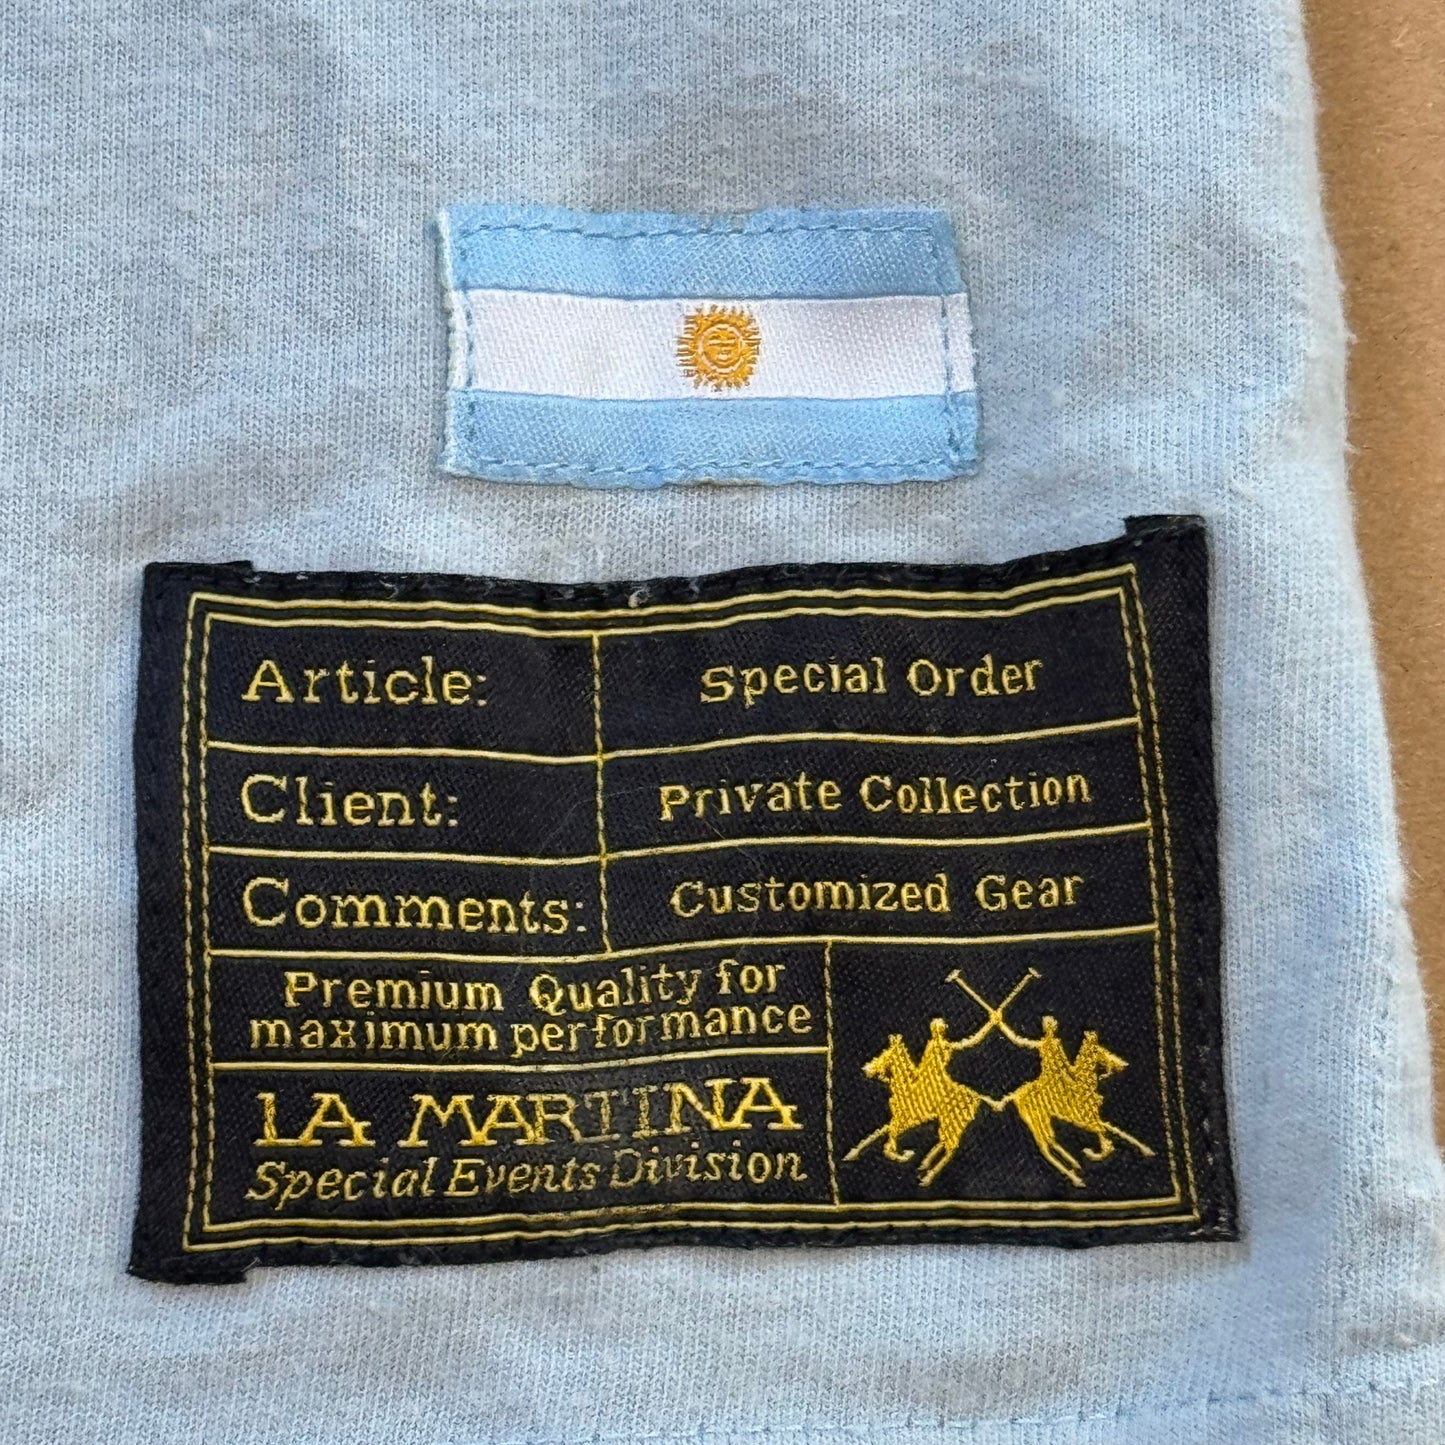 Article: Special Order
Client: Private Collection
Comments: Customized Gear
Premium Quality for
maximum performance
LA MARTINA
Special Events Division